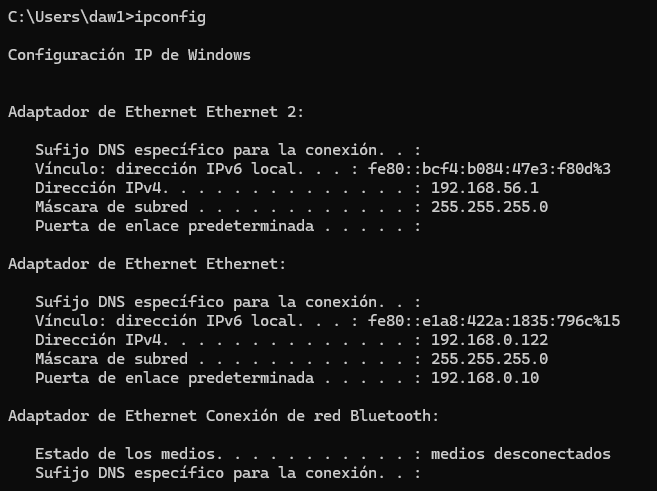 C:\Users\daw1>ipconfig
Configuración IP de Windows
Adaptador de Ethernet Ethernet 2:
Sufijo DNS específico para la conexión. . :
Vínculo: dirección IPv6 local. . . : fe80::bcf4:b084:47e3:f80d%3
Dirección IPv4. . . . . . . . . . . . . . : 192.168.56.1
Máscara de subred . . . . . . . . . . . . : 255.255.255.0
Puerta de enlace predeterminada . . . . . :
Adaptador de Ethernet Ethernet:
Sufijo DNS específico para la conexión. . :
Vínculo: dirección IPv6 local. . . : fe80::e1a8:422a:1835:796c%15
Dirección IPv4. . . . . . . . . . . . . . : 192.168.0.122
Máscara de subred . . . . . . . . . . . . : 255.255.255.0
Puerta de enlace predeterminada . . . . . : 192.168.0.10
Adaptador de Ethernet Conexión de red Bluetooth:
Estado de los medios. . . . . . . . . . . : medios desconectados
Sufijo DNS específico para la conexión. . :